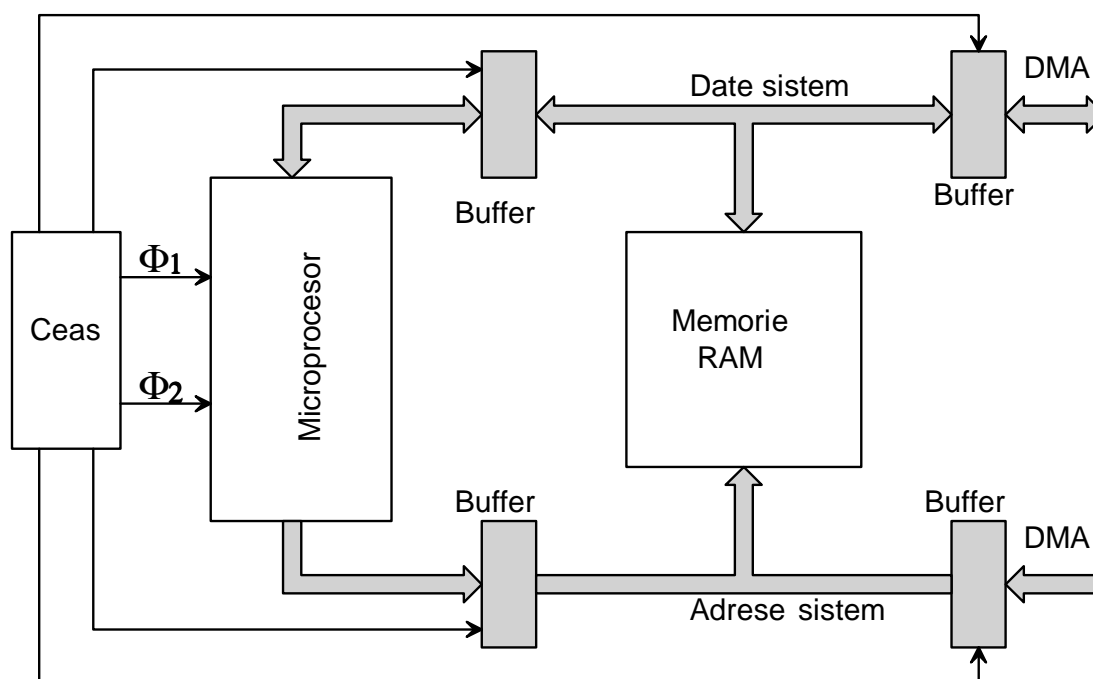 DMA
Date sistem
Buffer
Buffer
Φ1
Ceas
Microprocesor
Memorie
RAM
Φ2
Buffer
Buffer
DMA
Adrese sistem